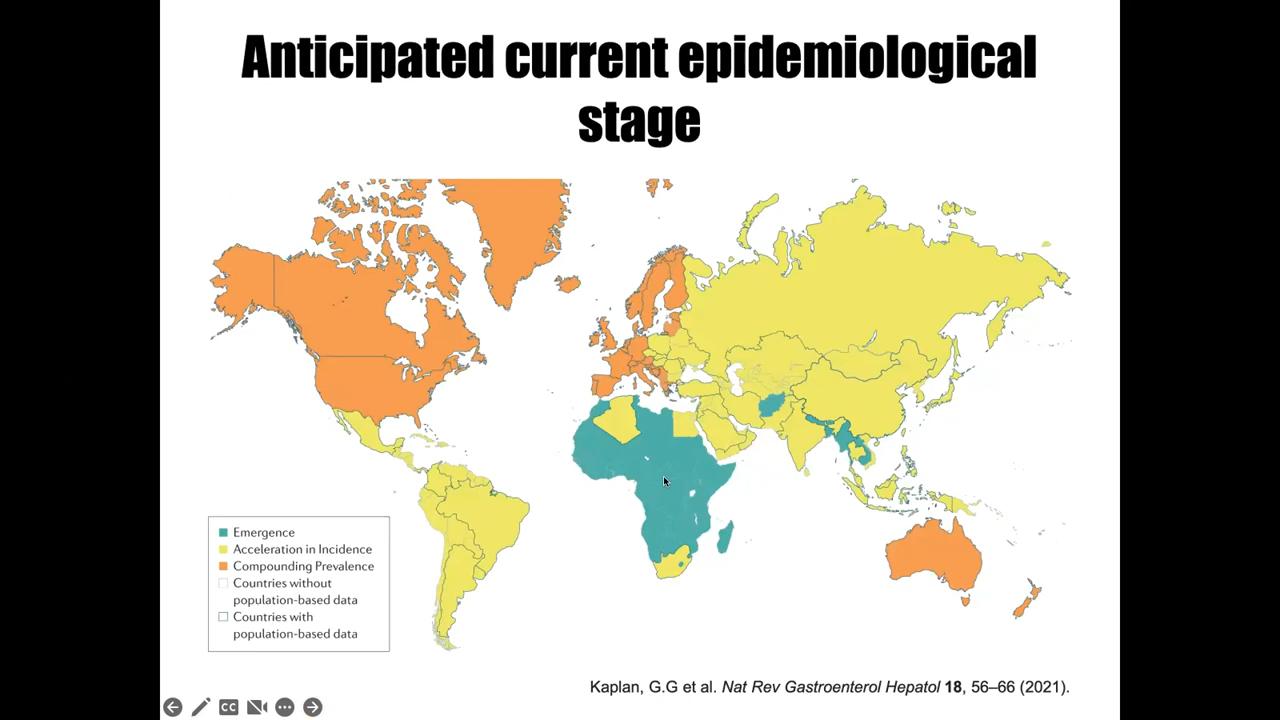 Anticipated current epidemiological
stage
Emergence
Acceleration in Incidence
Compounding Prevalence
Countries without
population-based data
Countries with
population-based data
Kaplan, G.G et al. Nat Rev Gastroenterol Hepatol 18, 56–66 (2021).
CC